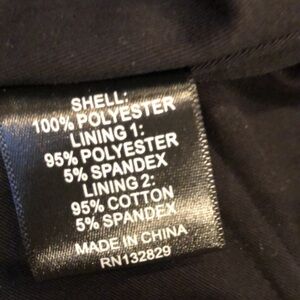 SHELL:
100% POLYESTER
LINING 1:
95% POLYESTER
5% SPANDEX
LINING 2:
95% COTTON
5% SPANDEX
MADE IN CHINA
RN132829